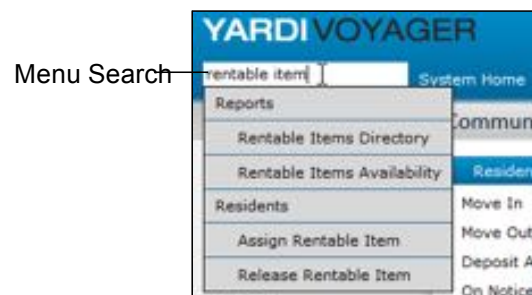 YARDI VOYAGER
Menu Search
rentable item
System Home
Reports
Commun
Rentable Items Directory
Rentable Items Availability
Residen
Residents
Move In
Assign Rentable Item
Move Out
Release Rentable Item
Deposit A
On Notice